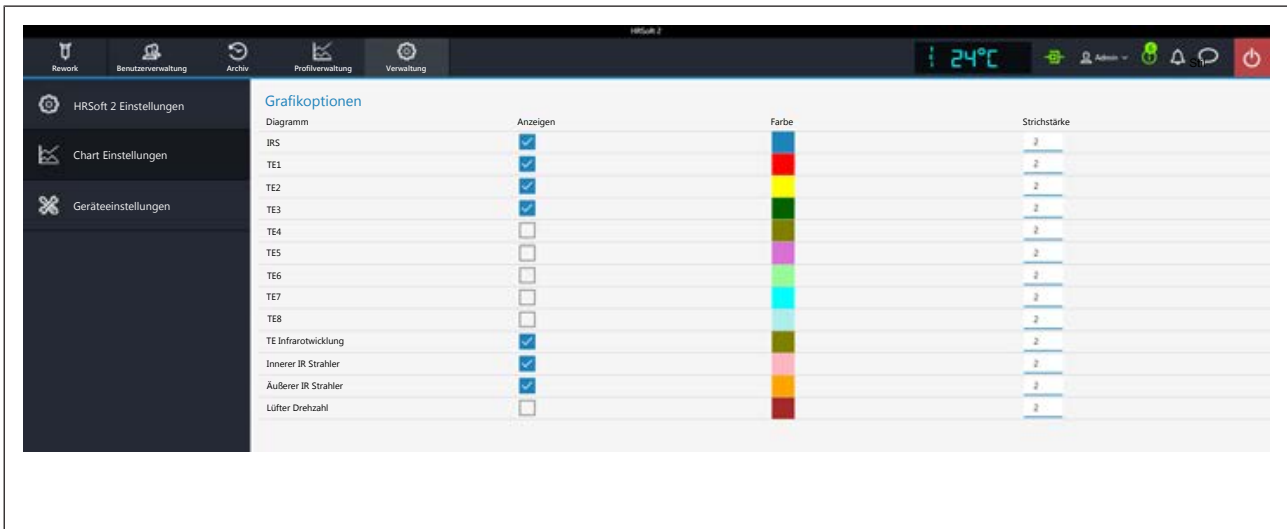 HRSoft 2
Rework Benutzerverwaltung Archiv Profilverwaltung Verwaltung 24°C Admin
HRSoft 2 Einstellungen
Chart Einstellungen
Geräteeinstellungen
Grafikoptionen
Diagramm Anzeigen Farbe Strichstärke
IRS 2
TE1 2
TE2 2
TE3 2
TE4 2
TE5 2
TE6 2
TE7 2
TE8 2
TE Infrarotwicklung 2
Innerer IR Strahler 2
Äußerer IR Strahler 2
Lüfter Drehzahl 2